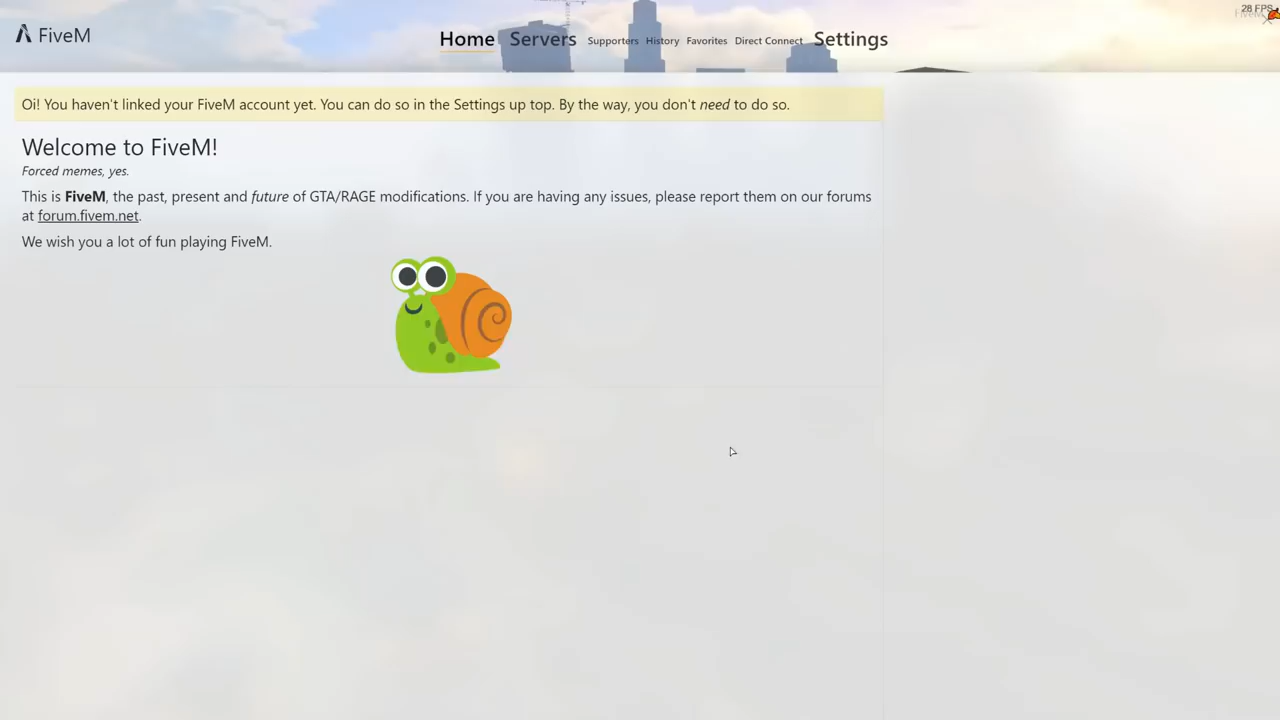 28 FPS
FiveM
FiveM
Home Servers Supporters History Favorites Direct Connect Settings
Oi! You haven't linked your FiveM account yet. You can do so in the Settings up top. By the way, you don't need to do so.
Welcome to FiveM!
Forced memes, yes.
This is FiveM, the past, present and future of GTA/RAGE modifications. If you are having any issues, please report them on our forums
at forum.fivem.net.
We wish you a lot of fun playing FiveM.